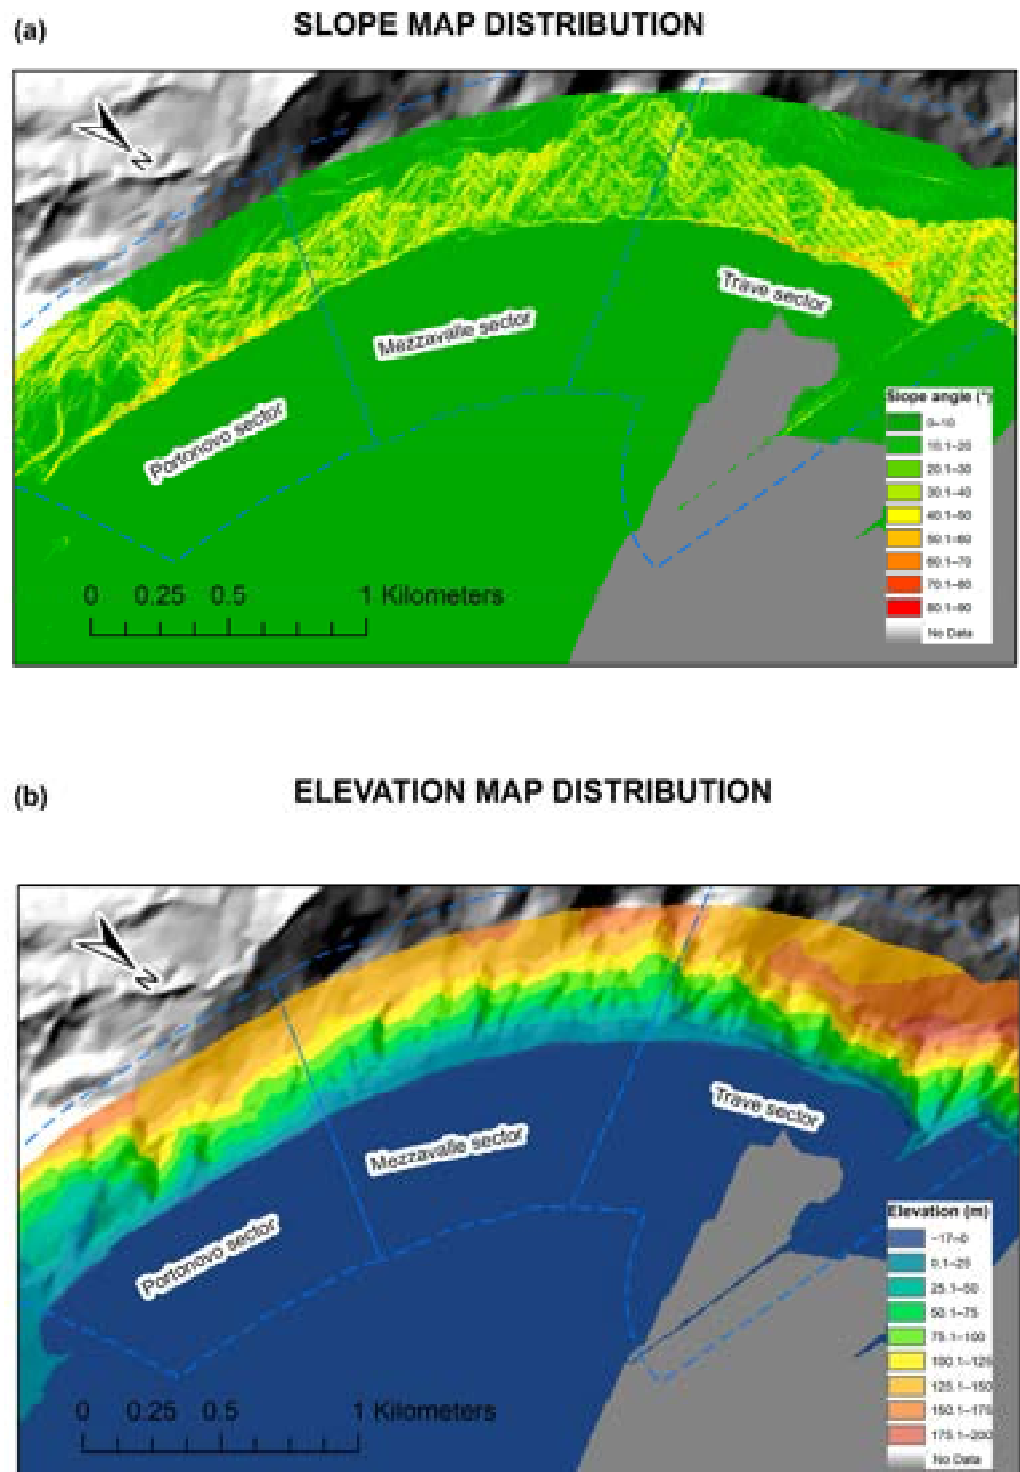 (a)
SLOPE MAP DISTRIBUTION
N
Trave sector
Mezzavalle sector
Portonovo sector
Slope angle (°)
0–10
10.1–20
20.1–30
30.1–40
40.1–50
50.1–60
60.1–70
70.1–80
80.1–90
No Data
0 0.25 0.5 1 Kilometers
(b)
ELEVATION MAP DISTRIBUTION
N
Trave sector
Mezzavalle sector
Portonovo sector
Elevation (m)
−17–0
0.1–25
25.1–50
50.1–75
75.1–100
100.1–125
125.1–150
150.1–175
175.1–200
No Data
0 0.25 0.5 1 Kilometers